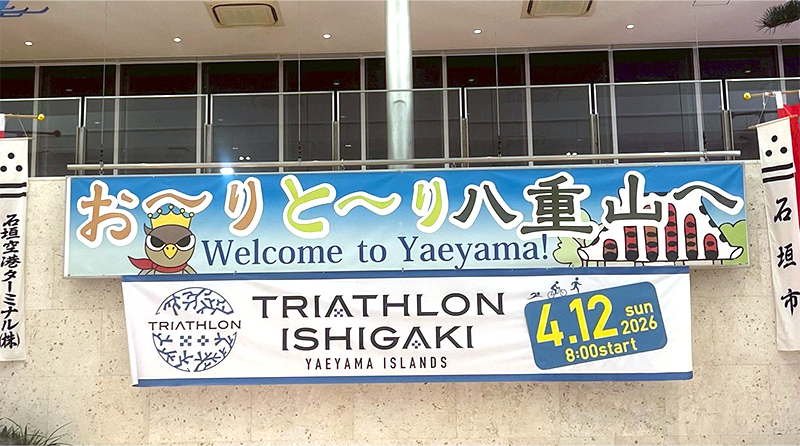 お〜りと〜り八重山へ
Welcome to Yaeyama!
石垣空港ターミナル(株)
石垣市
TRIATHLON
TRIATHLON
ISHIGAKI
YAEYAMA ISLANDS
4.12 sun
2026
8:00start